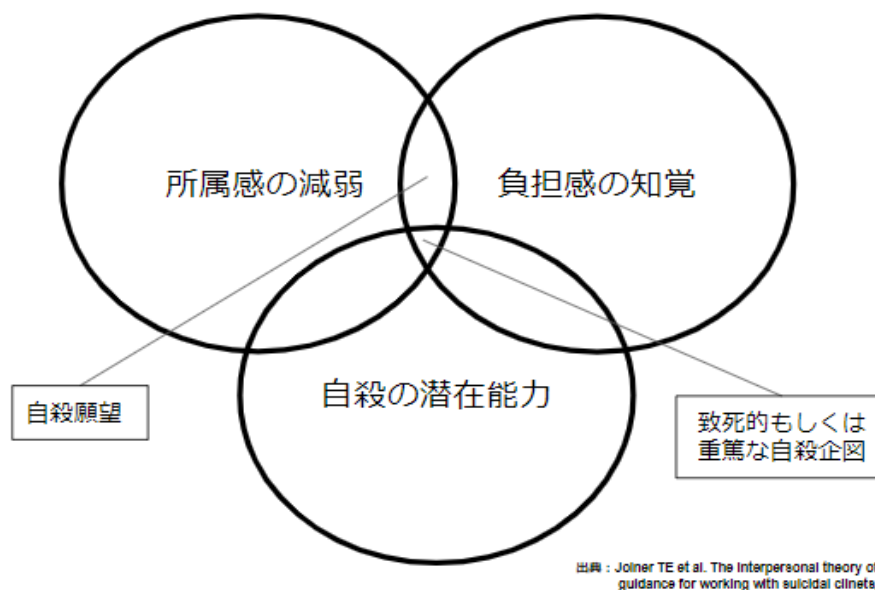 所属感の減弱
負担感の知覚
自殺の潜在能力
自殺願望
致死的もしくは
重篤な自殺企図
出典：Joiner TE et al. The interpersonal theory of
guidance for working with suicidal clinets